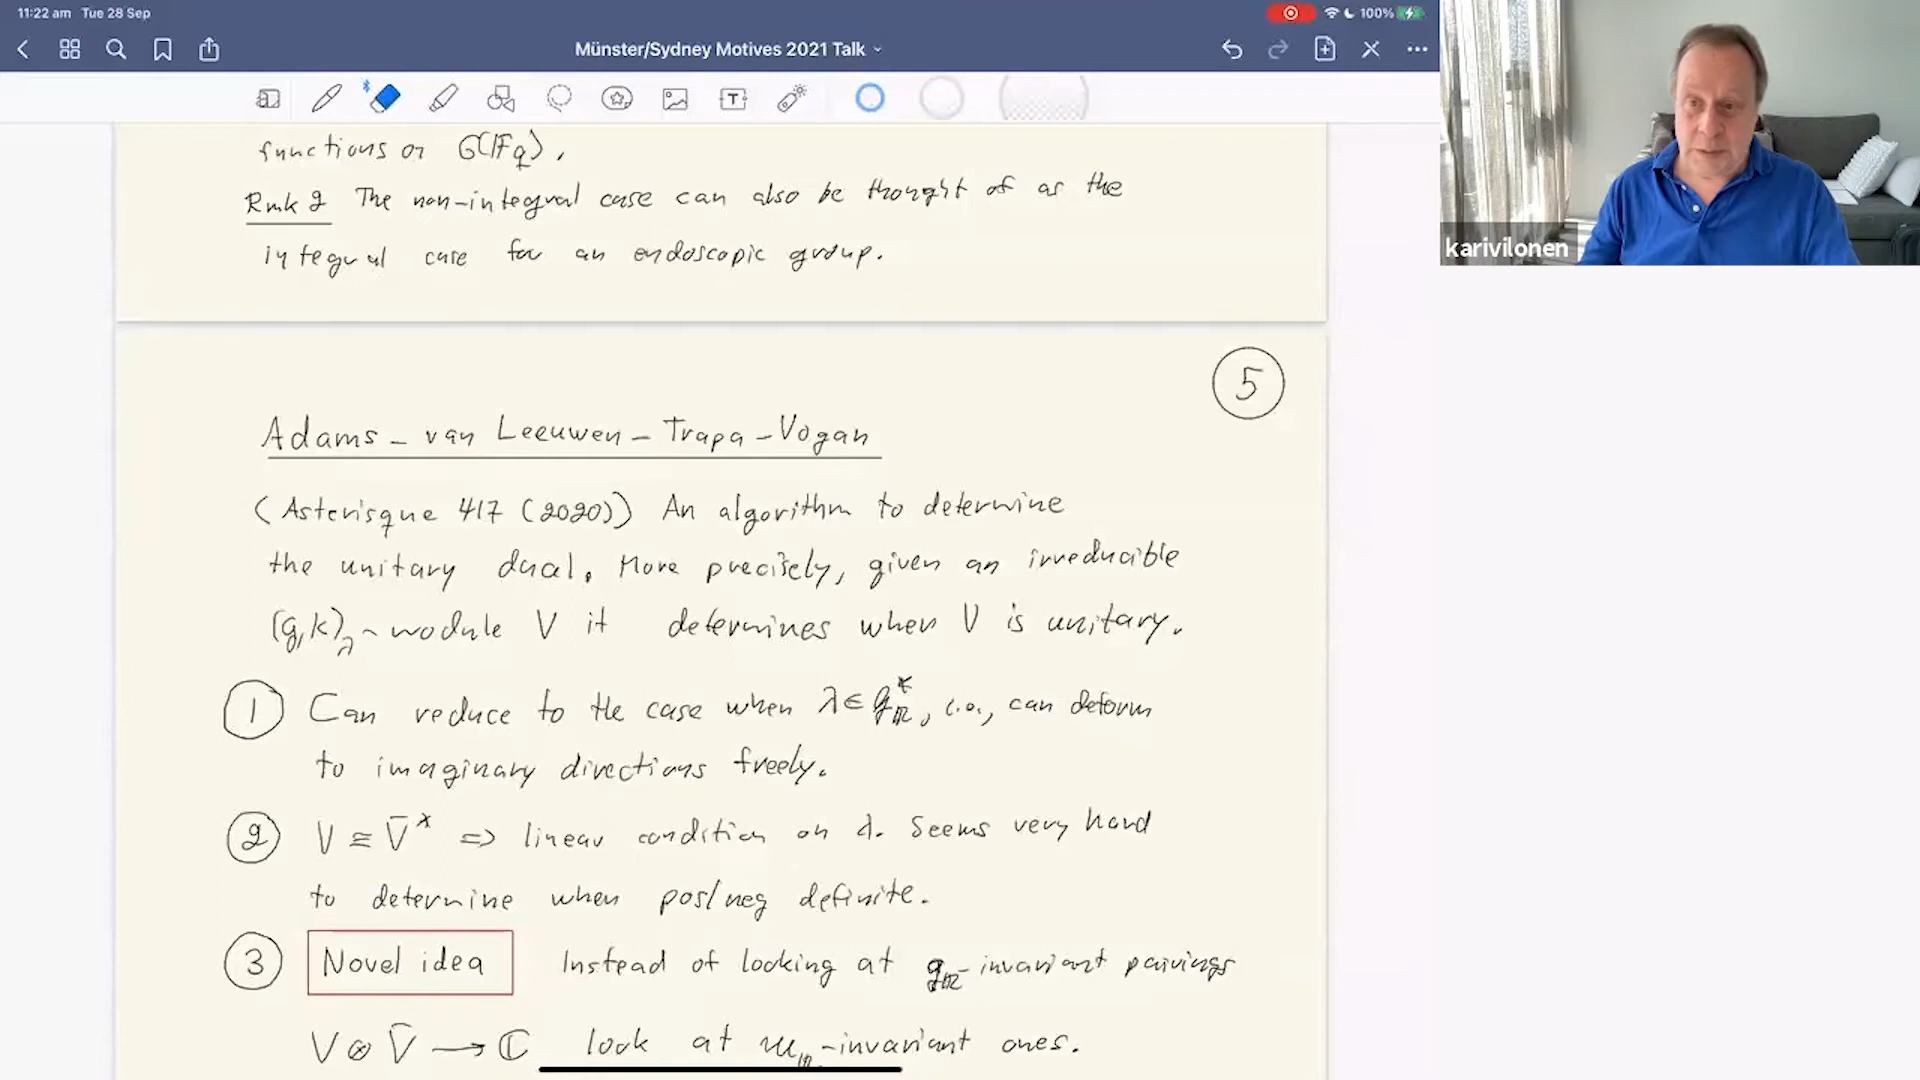 11:22 am Tue 28 Sep
100%
Münster/Sydney Motives 2021 Talk
karivilonen
functions on G(𝔽q).
Rmk 2 The non-integral case can also be thought of as the
integral case for an endoscopic group.
5
Adams - van Leeuwen - Trapa - Vogan
(Asterisque 417 (2020)) An algorithm to determine
the unitary dual. More precisely, given an irreducible
(g,K)_λ-module V it determines when V is unitary.
① Can reduce to the case when λ∈ 𝔥*_ℝ, i.e., can deform
to imaginary directions freely.
② V ≅ V̄* => linear condition on λ. Seems very hard
to determine when pos/neg definite.
③ Novel idea Instead of looking at g_ℝ-invariant pairings
V ⊗ V̄ → ℂ look at u_ℝ-invariant ones.